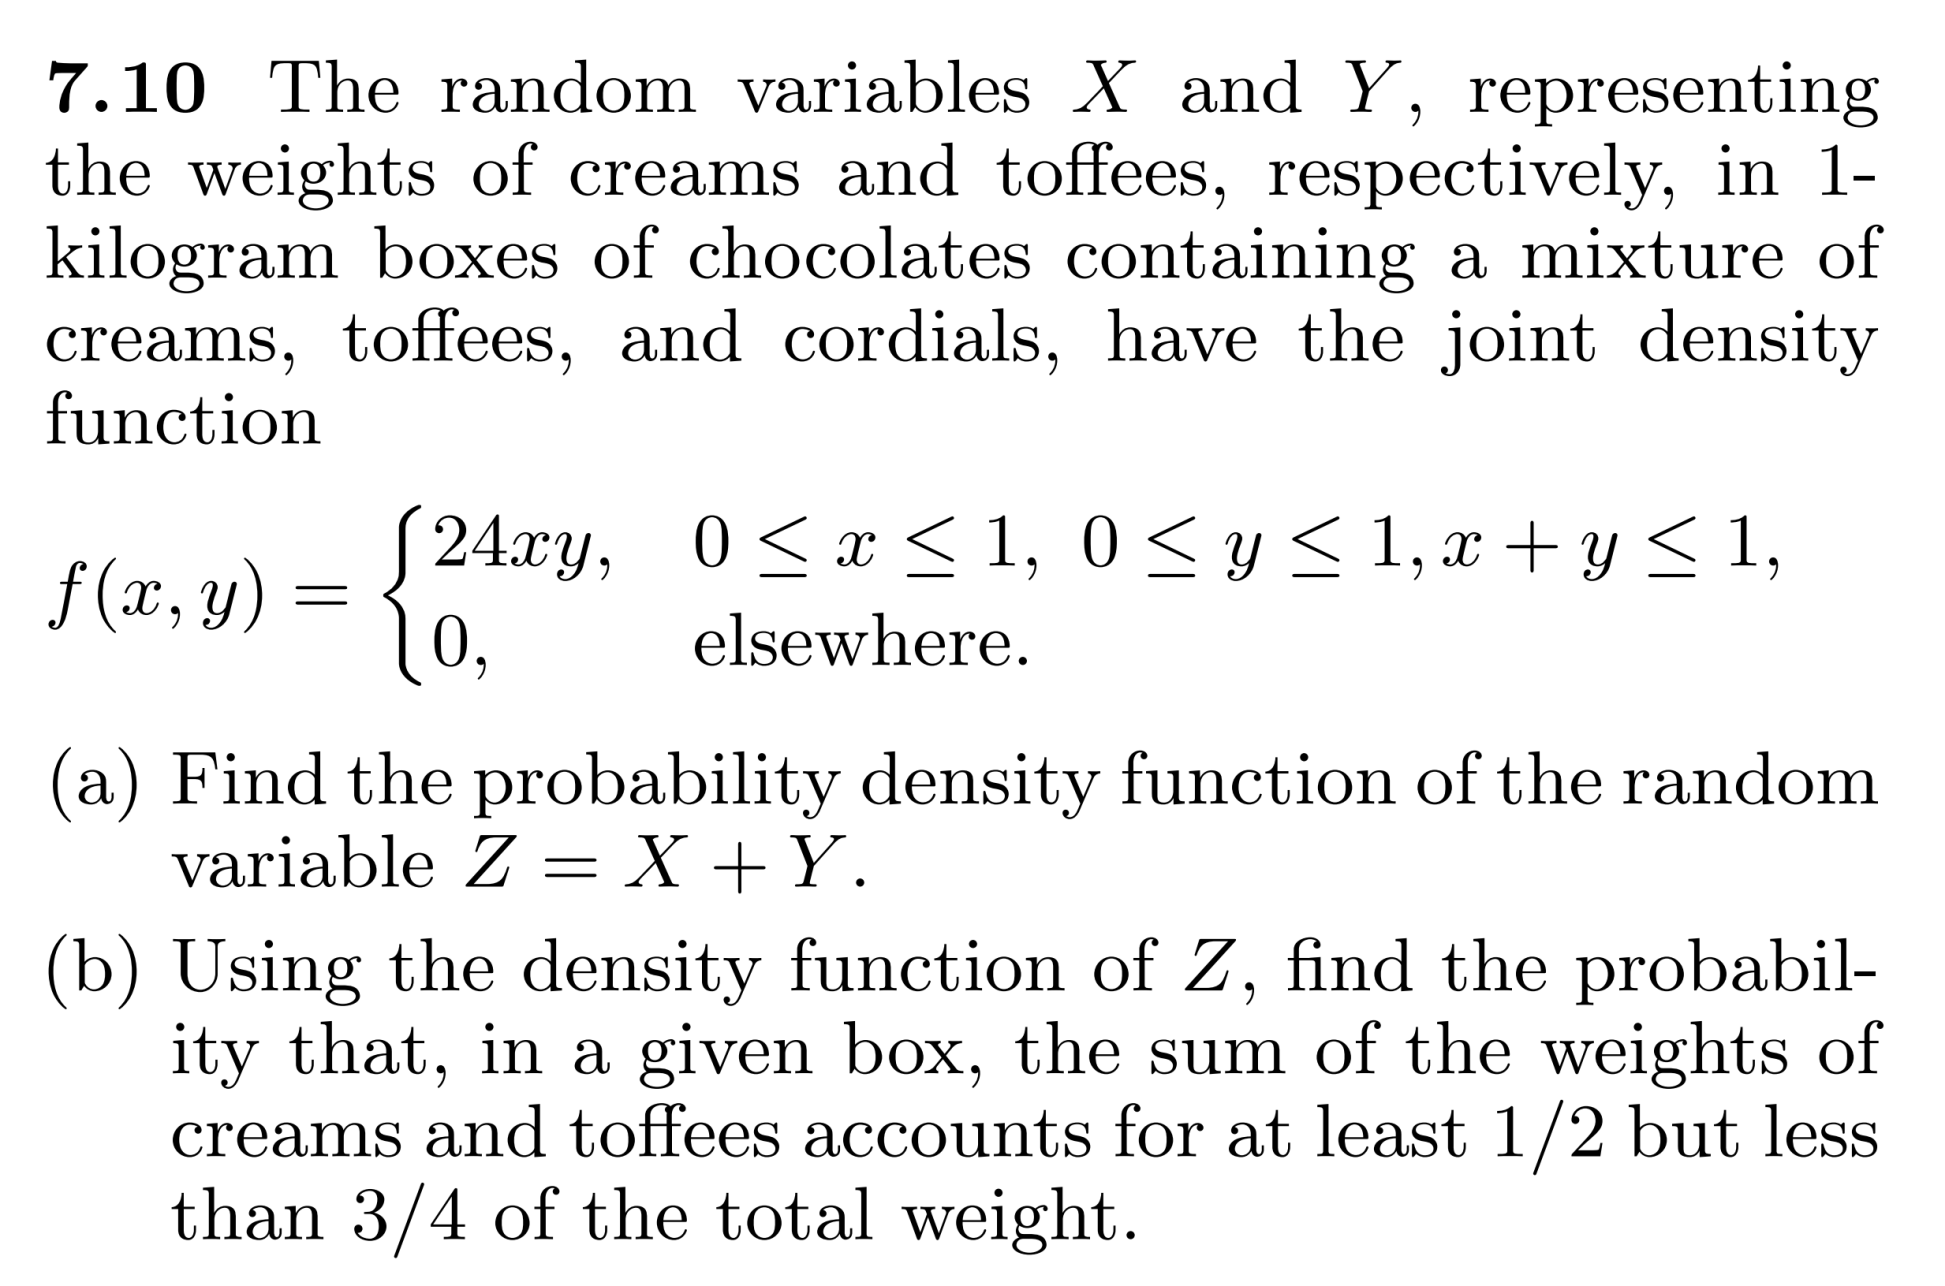 7.10 The random variables X and Y, representing
the weights of creams and toffees, respectively, in 1-
kilogram boxes of chocolates containing a mixture of
creams, toffees, and cordials, have the joint density
function
f(x, y) = { 24xy, 0 ≤ x ≤ 1, 0 ≤ y ≤ 1, x + y ≤ 1,
0, elsewhere.
(a) Find the probability density function of the random
variable Z = X + Y.
(b) Using the density function of Z, find the probabil-
ity that, in a given box, the sum of the weights of
creams and toffees accounts for at least 1/2 but less
than 3/4 of the total weight.